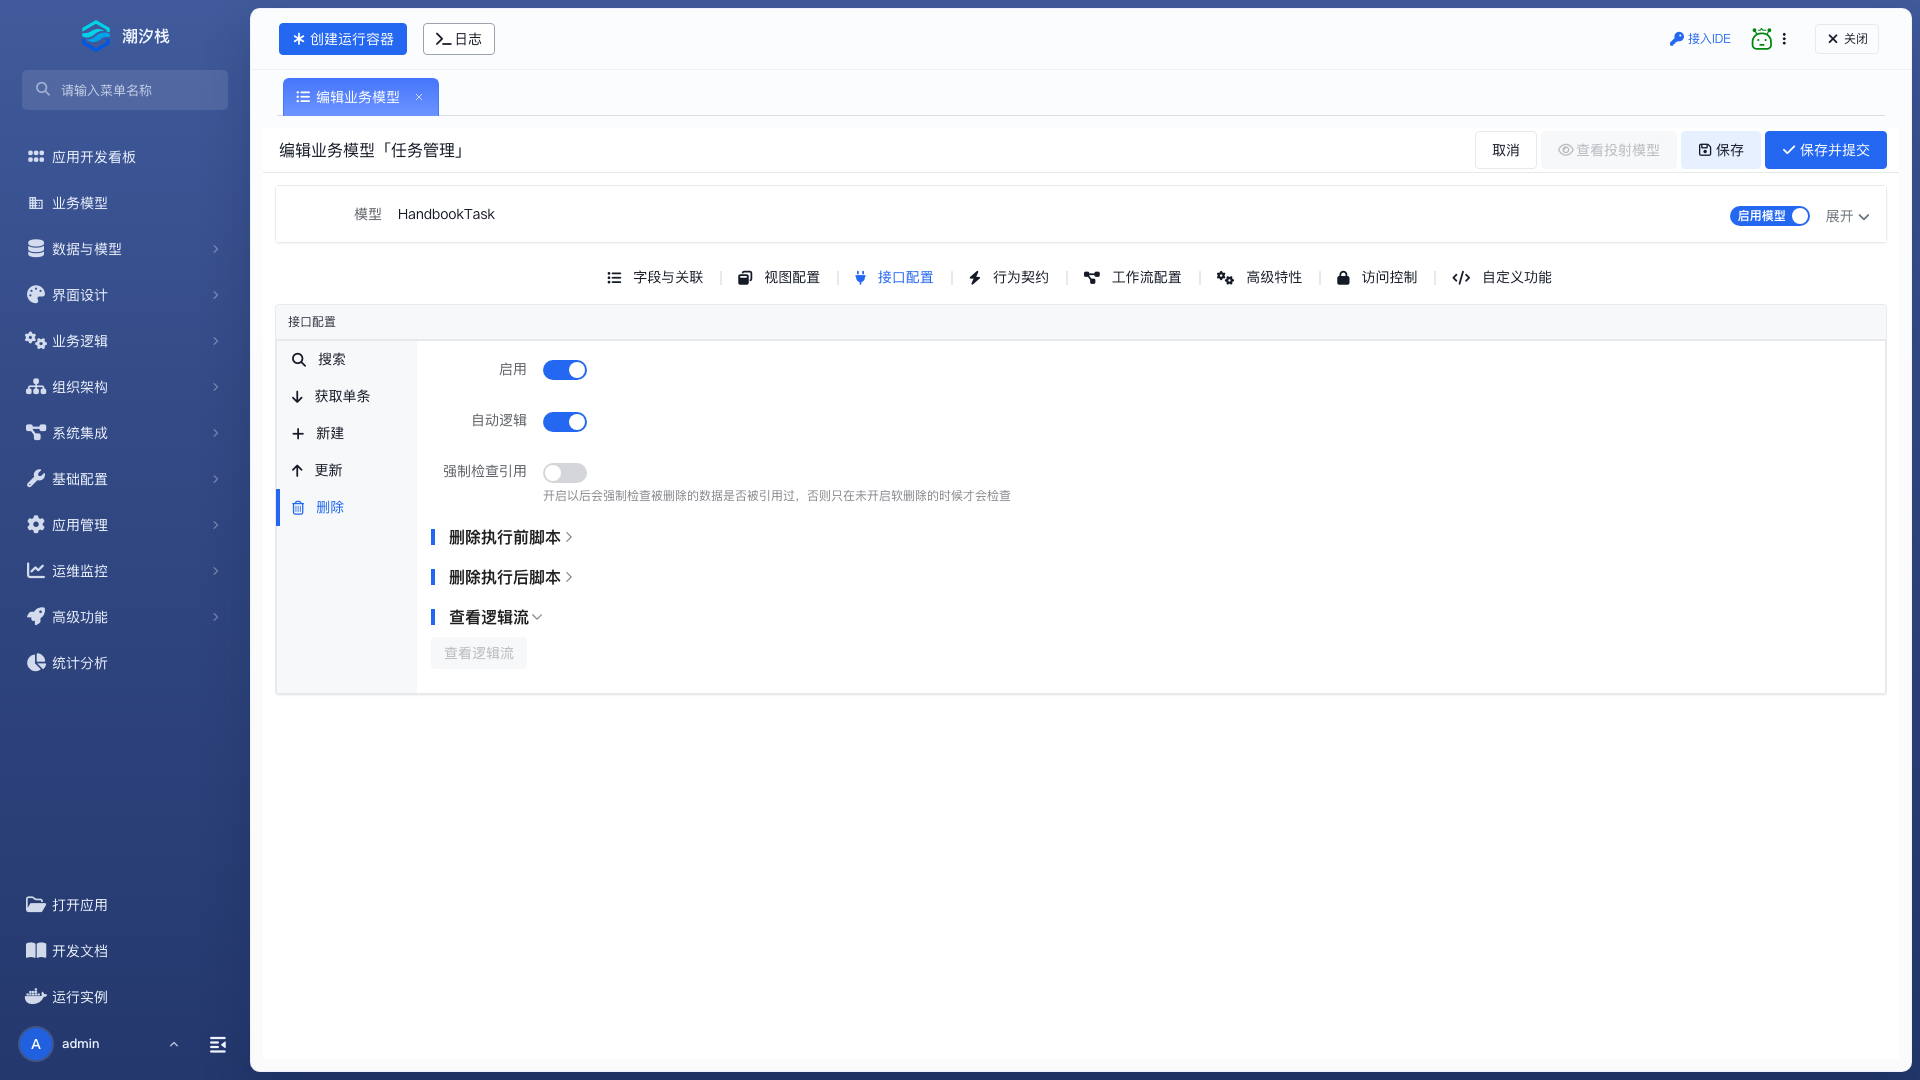 潮汐栈
请输入菜单名称
应用开发看板
业务模型
数据与模型
界面设计
业务逻辑
组织架构
系统集成
基础配置
应用管理
运维监控
高级功能
统计分析
打开应用
开发文档
运行实例
A admin
创建运行容器 日志 接入IDE 关闭
编辑业务模型
编辑业务模型「任务管理」 取消 查看投射模型 保存 保存并提交
模型 HandbookTask 启用模型 展开
字段与关联 视图配置 接口配置 行为契约 工作流配置 高级特性 访问控制 自定义功能
接口配置
搜索
获取单条
新建
更新
删除
启用
自动逻辑
强制检查引用
开启以后会强制检查被删除的数据是否被引用过，否则只在未开启软删除的时候才会检查
删除执行前脚本
删除执行后脚本
查看逻辑流
查看逻辑流